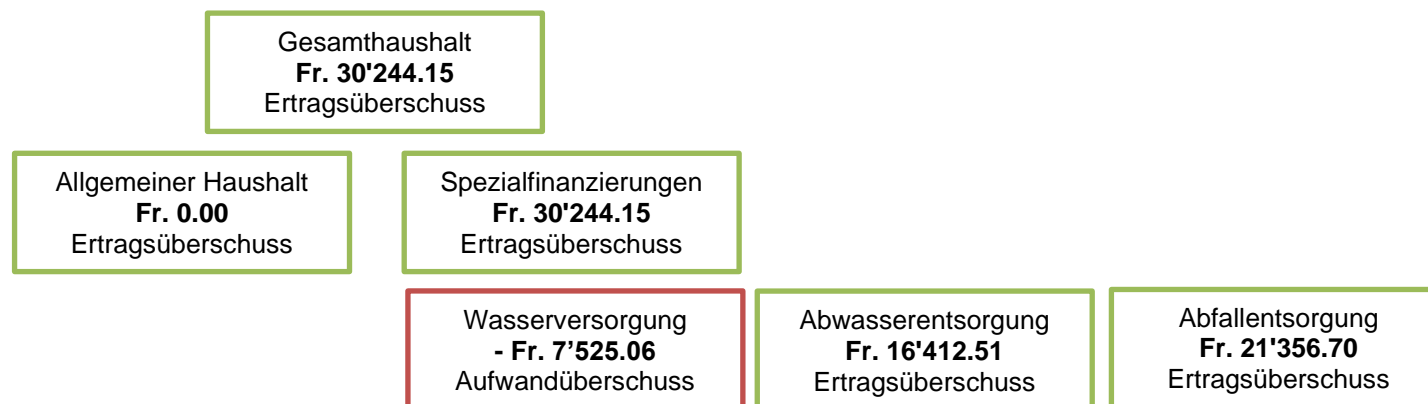 Gesamthaushalt
Fr. 30'244.15
Ertragsüberschuss
Allgemeiner Haushalt
Fr. 0.00
Ertragsüberschuss
Spezialfinanzierungen
Fr. 30'244.15
Ertragsüberschuss
Wasserversorgung
- Fr. 7’525.06
Aufwandüberschuss
Abwasserentsorgung
Fr. 16'412.51
Ertragsüberschuss
Abfallentsorgung
Fr. 21'356.70
Ertragsüberschuss